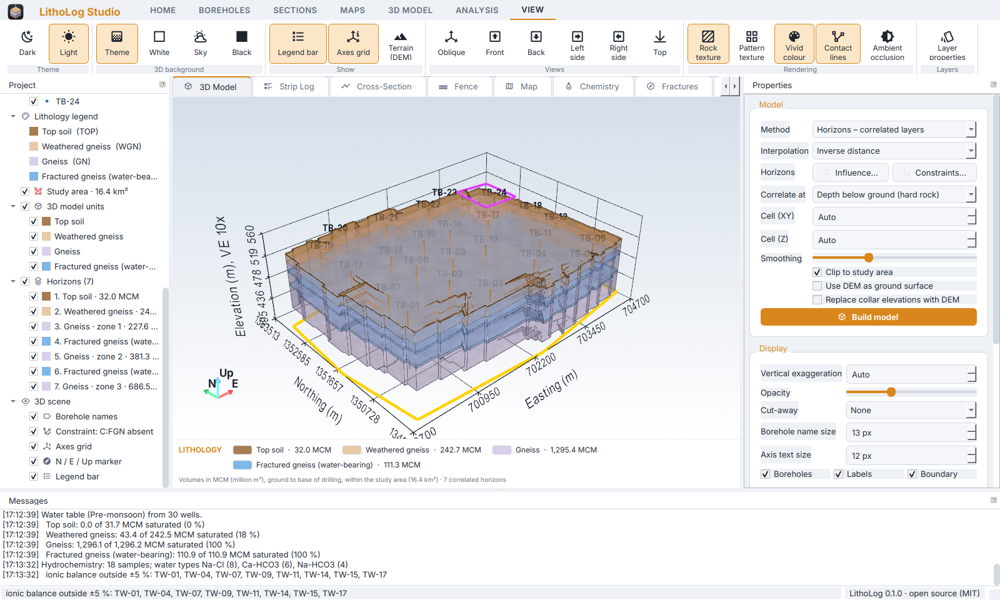 LithoLog Studio
HOME BOREHOLES SECTIONS MAPS 3D MODEL ANALYSIS VIEW
Dark Light Theme White Sky Black Legend bar Axes grid Terrain (DEM) Oblique Front Back Left side Right side Top Rock texture Pattern texture Vivid colour Contact lines Ambient occlusion Layer properties
Theme 3D background Show Views Rendering Layers
Project
TB-24
Lithology legend
Top soil (TOP)
Weathered gneiss (WGN)
Gneiss (GN)
Fractured gneiss (water-bea...
Study area · 16.4 km²
3D model units
Top soil
Weathered gneiss
Gneiss
Fractured gneiss (water-...
Horizons (7)
1. Top soil · 32.0 MCM
2. Weathered gneiss · 24...
3. Gneiss · zone 1 · 227.6 ...
4. Fractured gneiss (wate...
5. Gneiss · zone 2 · 381.3 ...
6. Fractured gneiss (wate...
7. Gneiss · zone 3 · 686.5...
3D scene
Borehole names
Constraint: C:FGN absent
Axes grid
N / E / Up marker
Legend bar
3D Model Strip Log Cross-Section Fence Map Chemistry Fractures
TB-23 TB-24
TB-22 TB-18
TB-21 TB-17 TB-12
TB-20 TB-16
TB-19 TB-15 TB-10 TB-11 TB-06
TB-14 TB-09 TB-04
TB-13 TB-08
TB-02
TB-07 TB-03
TB-01
Elevation (m), VE 10x
560
519
478
436
1352585
1351657
1350728
Northing (m)
700950
702200
703450
704700
Easting (m)
Up
N E
LITHOLOGY Top soil · 32.0 MCM Weathered gneiss · 242.7 MCM Gneiss · 1,295.4 MCM
Fractured gneiss (water-bearing) · 111.3 MCM
Volumes in MCM (million m³), ground to base of drilling, within the study area (16.4 km²) · 7 correlated horizons
Properties
Model
Method Horizons – correlated layers
Interpolation Inverse distance
Horizons Influence... Constraints...
Correlate at Depth below ground (hard rock)
Cell (XY) Auto
Cell (Z) Auto
Smoothing
Clip to study area
Use DEM as ground surface
Replace collar elevations with DEM
Build model
Display
Vertical exaggeration Auto
Opacity
Cut-away None
Borehole name size 13 px
Axis text size 12 px
Boreholes Labels Boundary
Messages
[17:12:39] Water table (Pre-monsoon) from 30 wells.
[17:12:39] Top soil: 0.0 of 31.7 MCM saturated (0 %)
[17:12:39] Weathered gneiss: 43.4 of 242.5 MCM saturated (18 %)
[17:12:39] Gneiss: 1,296.1 of 1,296.2 MCM saturated (100 %)
[17:12:39] Fractured gneiss (water-bearing): 110.9 of 110.9 MCM saturated (100 %)
[17:13:32] Hydrochemistry: 18 samples; water types Na-Cl (8), Ca-HCO3 (6), Na-HCO3 (4)
[17:13:32] ionic balance outside ±5 %: TW-01, TW-04, TW-07, TW-09, TW-11, TW-14, TW-15, TW-17
ionic balance outside ±5 %: TW-01, TW-04, TW-07, TW-09, TW-11, TW-14, TW-15, TW-17
LithoLog 0.1.0 · open source (MIT)